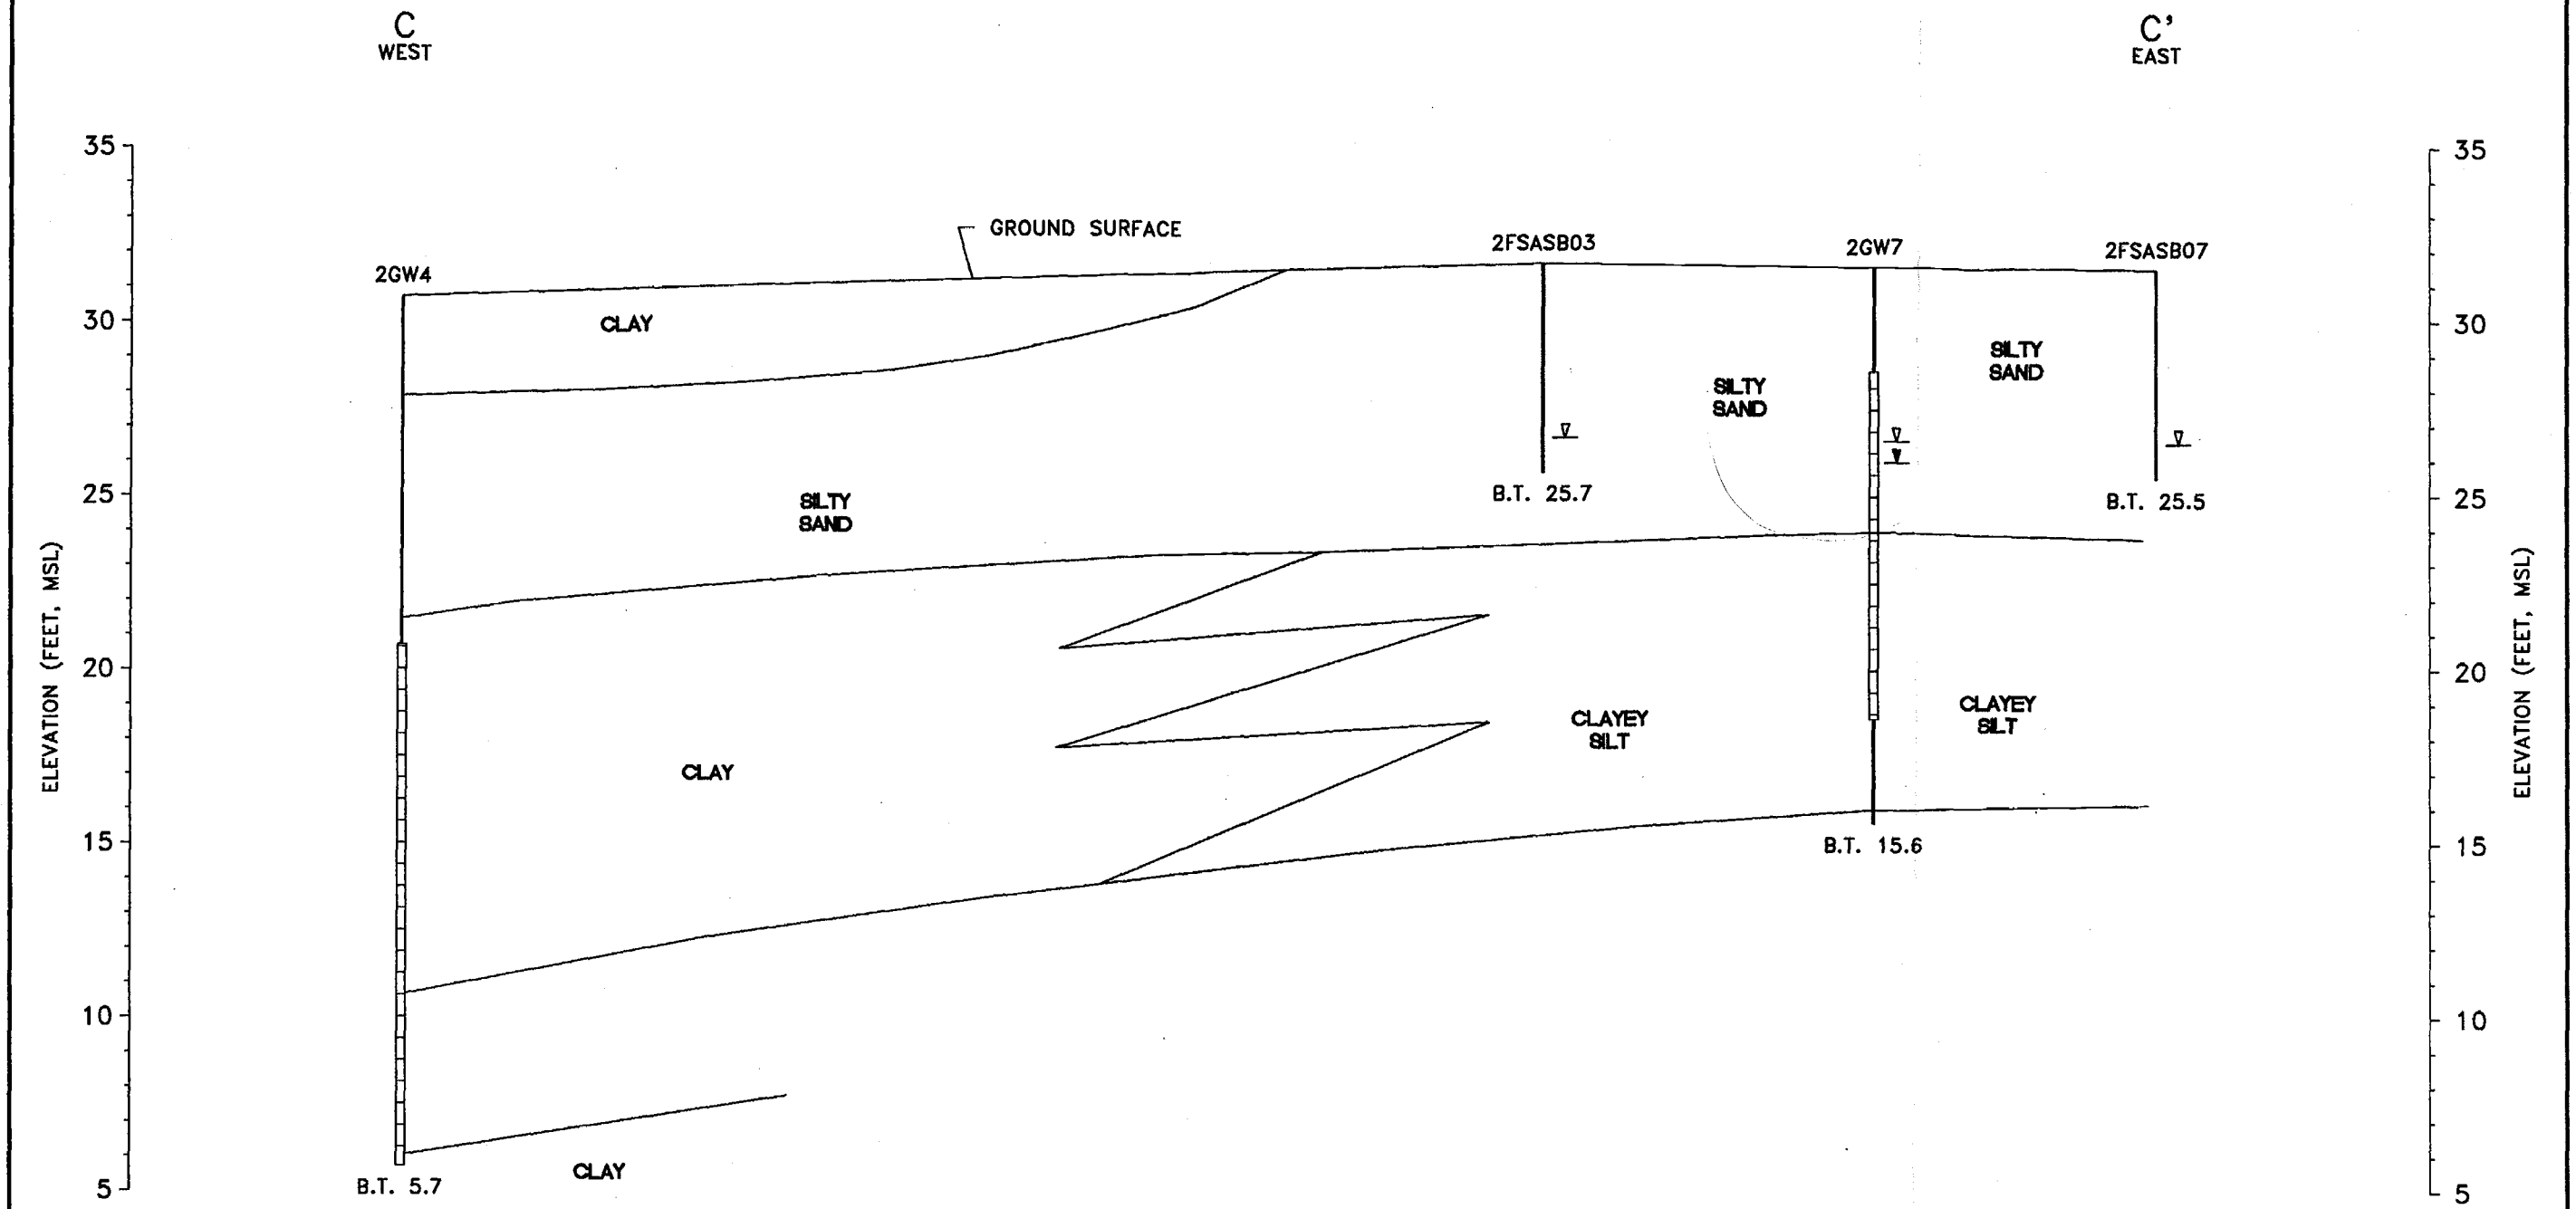 C
WEST
C'
EAST
35
35
GROUND SURFACE
2FSASB03
2GW7
2FSASB07
2GW4
30
CLAY
30
SILTY
SAND
SILTY
SAND
25
SILTY
SAND
B.T. 25.7
B.T. 25.5
25
ELEVATION (FEET, MSL)
ELEVATION (FEET, MSL)
20
20
CLAYEY
SILT
CLAYEY
SILT
CLAY
15
B.T. 15.6
15
10
10
CLAY
B.T. 5.7
5
5